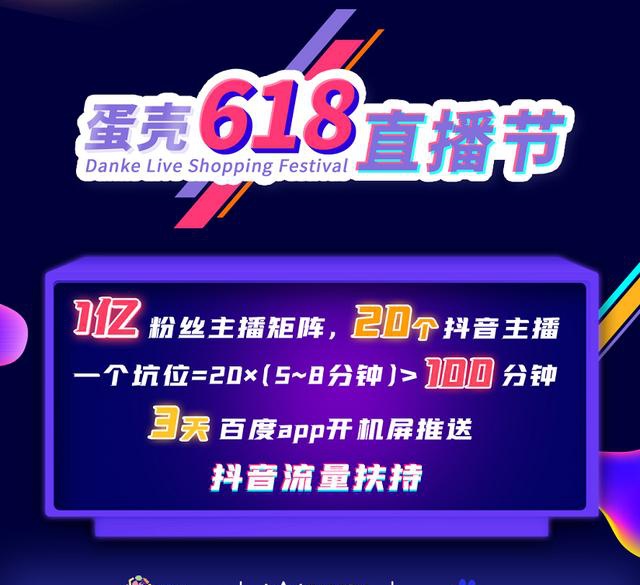 蛋壳618直播节
Danke Live Shopping Festival
1亿粉丝主播矩阵，20个抖音主播
一个坑位=20×(5~8分钟)>100分钟
3天百度app开机屏推送
抖音流量扶持